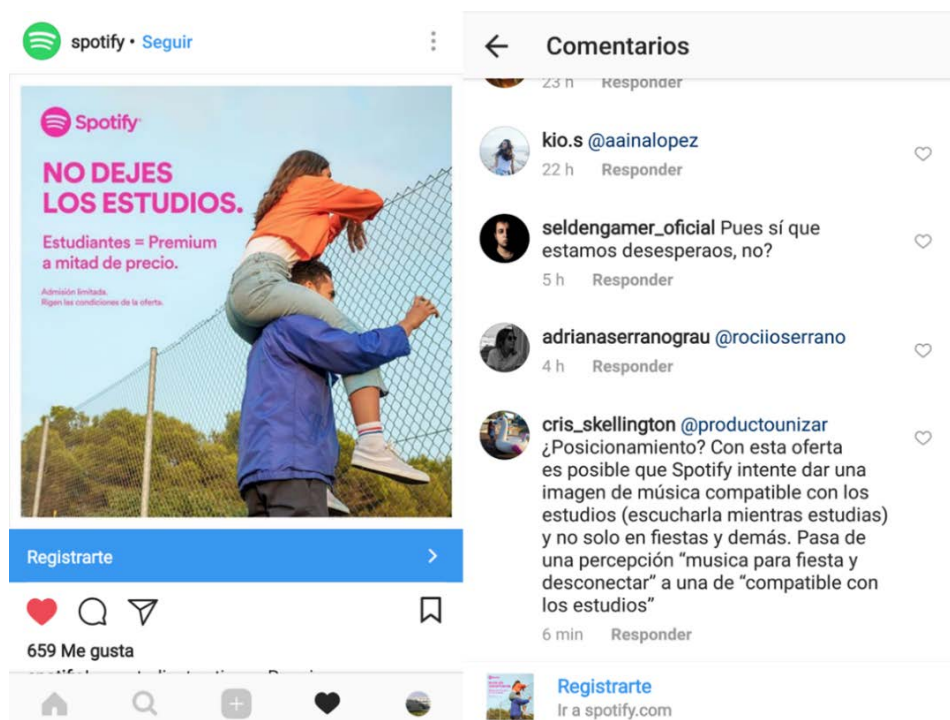 spotify • Seguir
Spotify
NO DEJES
LOS ESTUDIOS.
Estudiantes = Premium
a mitad de precio.
Admisión limitada.
Rigen las condiciones de la oferta.
Registrarte
659 Me gusta
Comentarios
23 h Responder
kio.s @aainalopez
22 h Responder
seldengamer_oficial Pues sí que
estamos desesperaos, no?
5 h Responder
adrianaserranograu @rociioserrano
4 h Responder
cris_skellington @productounizar
¿Posicionamiento? Con esta oferta
es posible que Spotify intente dar una
imagen de música compatible con los
estudios (escucharla mientras estudias)
y no solo en fiestas y demás. Pasa de
una percepción “musica para fiesta y
desconectar” a una de “compatible con
los estudios”
6 min Responder
Registrarte
Ir a spotify.com